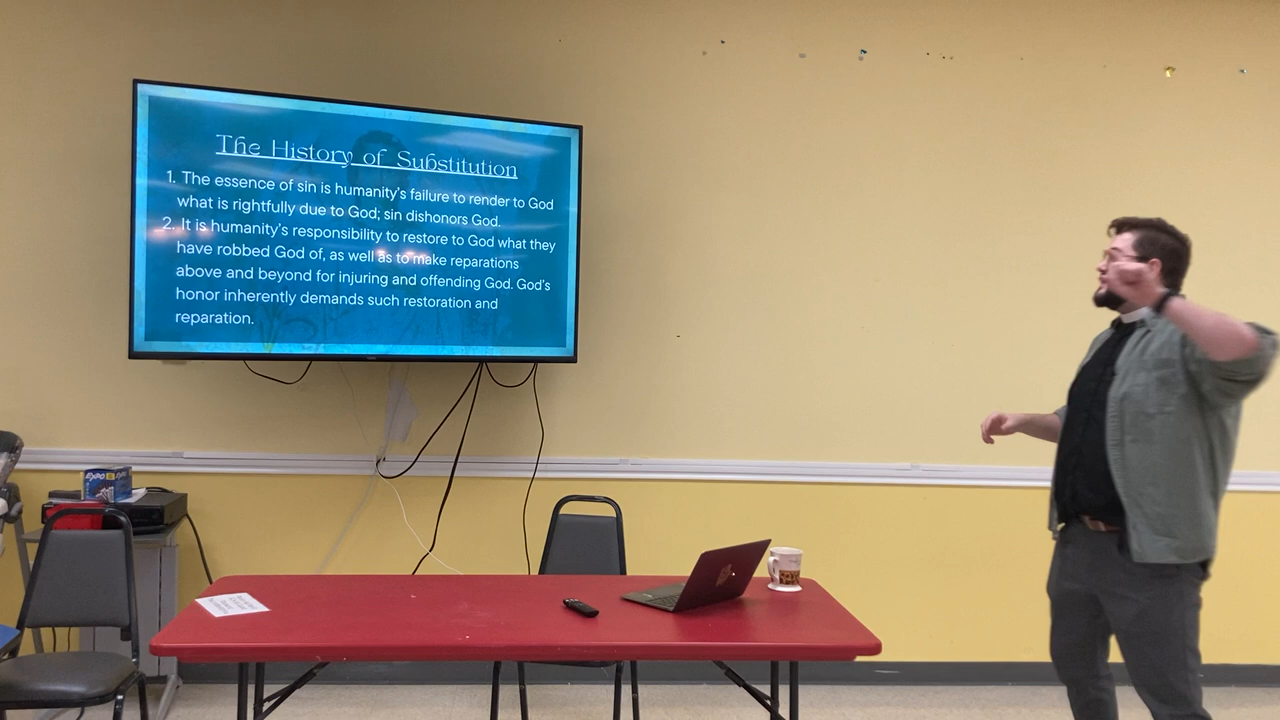 The History of Substitution
1. The essence of sin is humanity's failure to render to God
what is rightfully due to God; sin dishonors God.
2. It is humanity's responsibility to restore to God what they
have robbed God of, as well as to make reparations
above and beyond for injuring and offending God. God's
honor inherently demands such restoration and
reparation.
EXPO